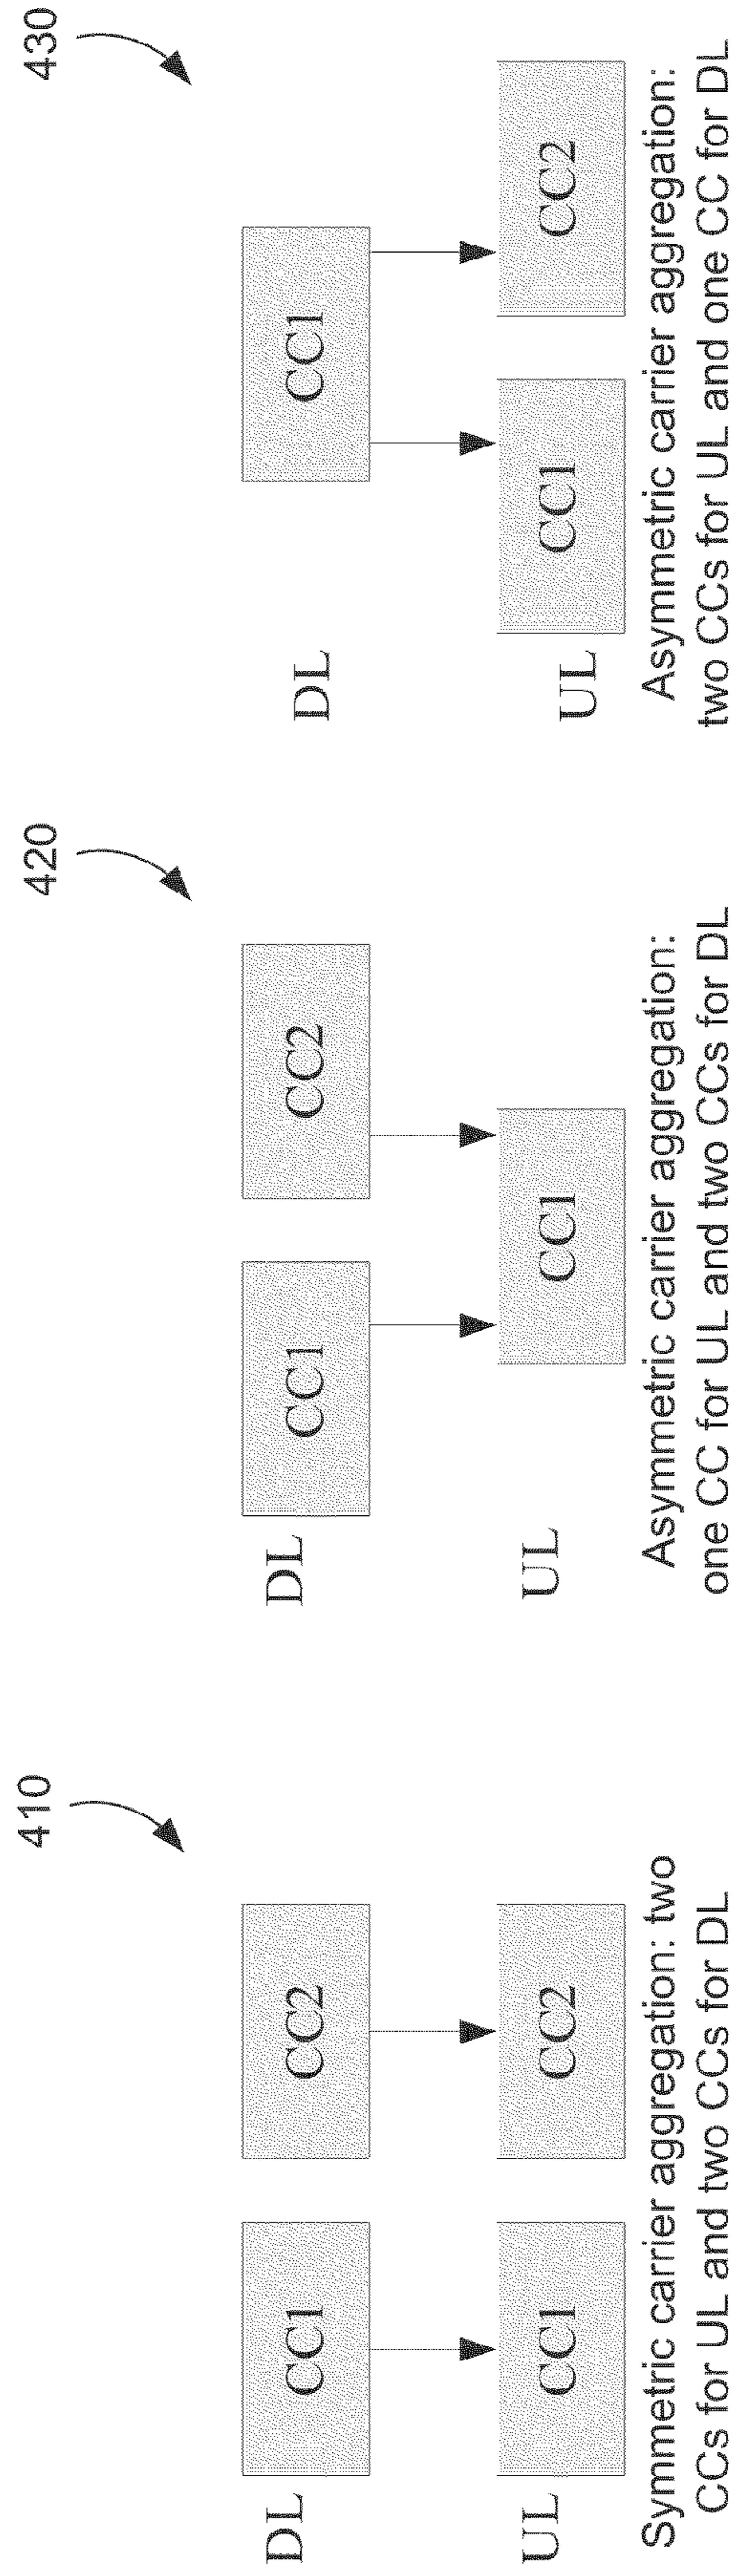 410
DL
CC1
CC2
UL
CC1
CC2
Symmetric carrier aggregation: two
CCs for UL and two CCs for DL
420
DL
CC1
CC2
UL
CC1
Asymmetric carrier aggregation:
one CC for UL and two CCs for DL
430
DL
CC1
UL
CC1
CC2
Asymmetric carrier aggregation:
two CCs for UL and one CC for DL